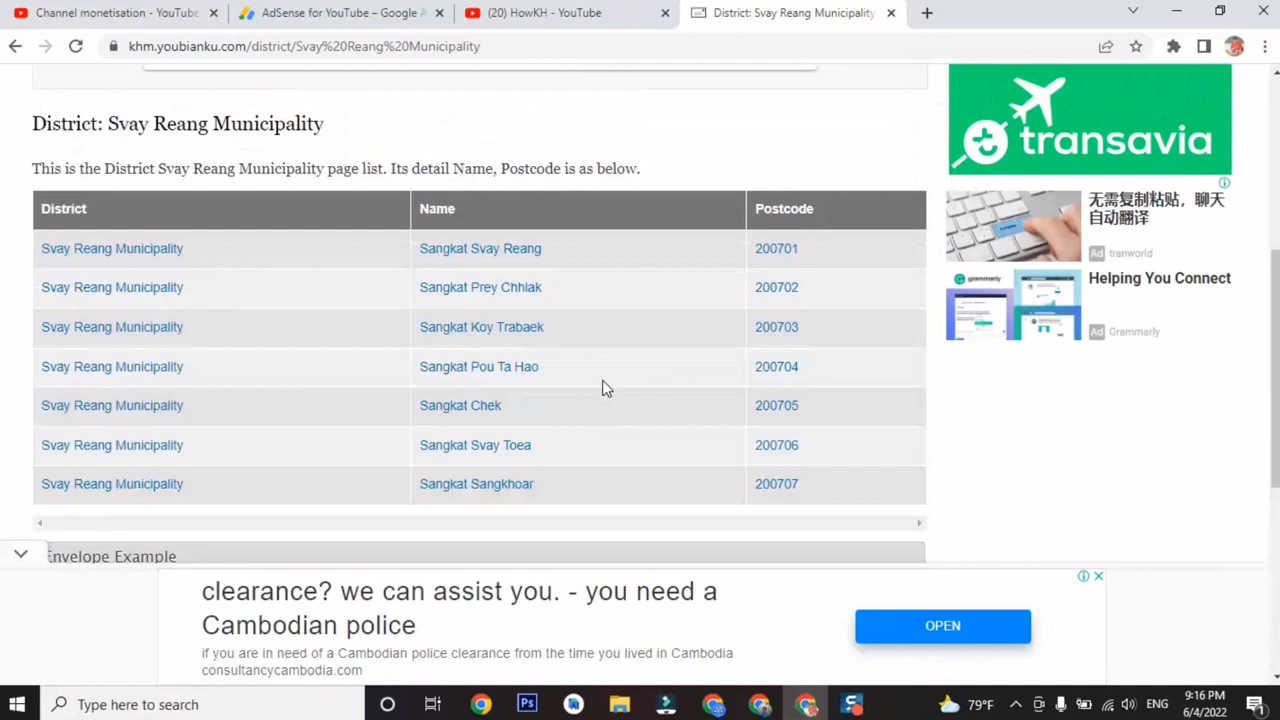 Channel monetisation - YouTube
AdSense for YouTube – Google A
(20) HowKH - YouTube
District: Svay Reang Municipality
khm.youbianku.com/district/Svay%20Reang%20Municipality
District: Svay Reang Municipality
This is the District Svay Reang Municipality page list. Its detail Name, Postcode is as below.
District Name Postcode
Svay Reang Municipality Sangkat Svay Reang 200701
Svay Reang Municipality Sangkat Prey Chhlak 200702
Svay Reang Municipality Sangkat Koy Trabaek 200703
Svay Reang Municipality Sangkat Pou Ta Hao 200704
Svay Reang Municipality Sangkat Chek 200705
Svay Reang Municipality Sangkat Svay Toea 200706
Svay Reang Municipality Sangkat Sangkhoar 200707
Envelope Example
transavia
无需复制粘贴，聊天
自动翻译
Ad tranworld
grammarly
Helping You Connect
Ad Grammarly
clearance? we can assist you. - you need a
Cambodian police
if you are in need of a Cambodian police clearance from the time you lived in Cambodia
consultancycambodia.com
OPEN
Type here to search
Ps
79°F
ENG
9:16 PM
6/4/2022
1